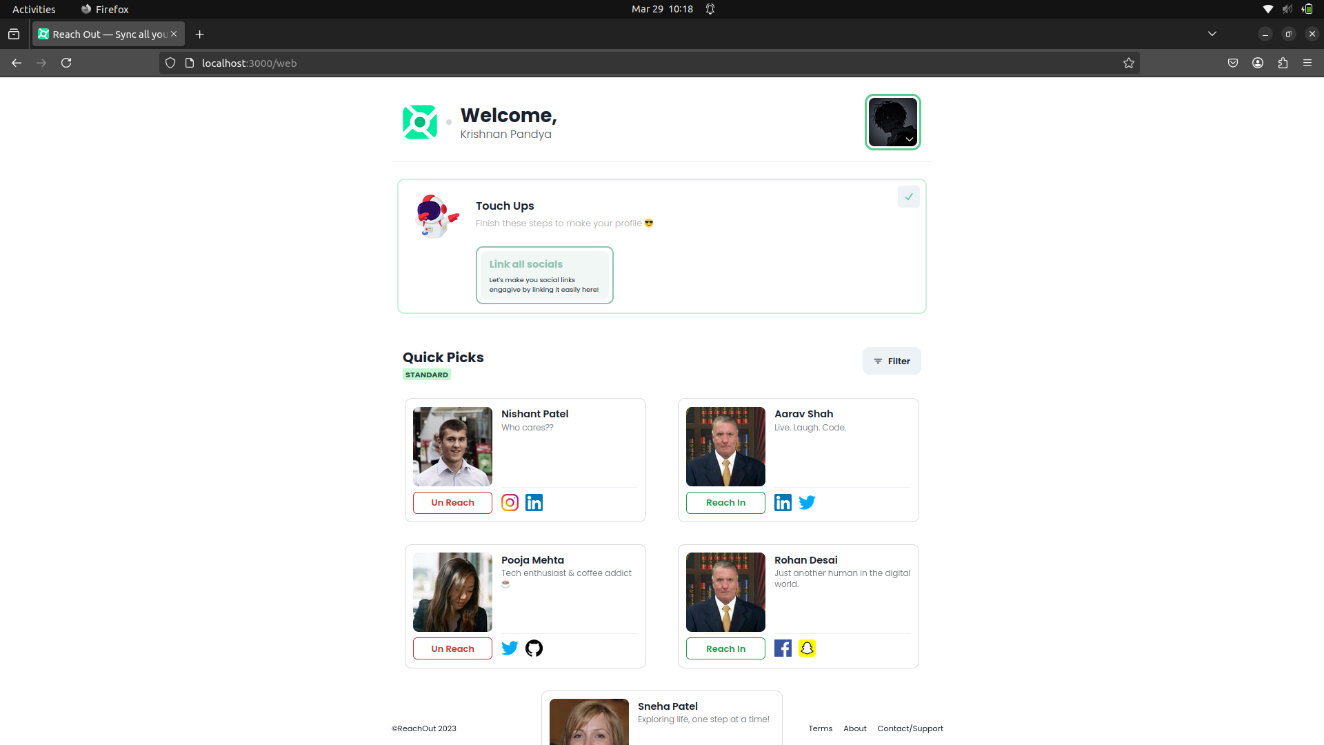 Activities
Firefox
Mar 29 10:18
Reach Out — Sync all you
localhost:3000/web
Welcome,
Krishnan Pandya
Touch Ups
Finish these steps to make your profile 😎
Link all socials
Let's make you social links
engagive by linking it easily here!
Quick Picks
STANDARD
Filter
Nishant Patel
Who cares??
Un Reach
Aarav Shah
Live. Laugh. Code.
Reach In
Pooja Mehta
Tech enthusiast & coffee addict
☕
Un Reach
Rohan Desai
Just another human in the digital
world.
Reach In
Sneha Patel
Exploring life, one step at a time!
©ReachOut 2023
Terms
About
Contact/Support